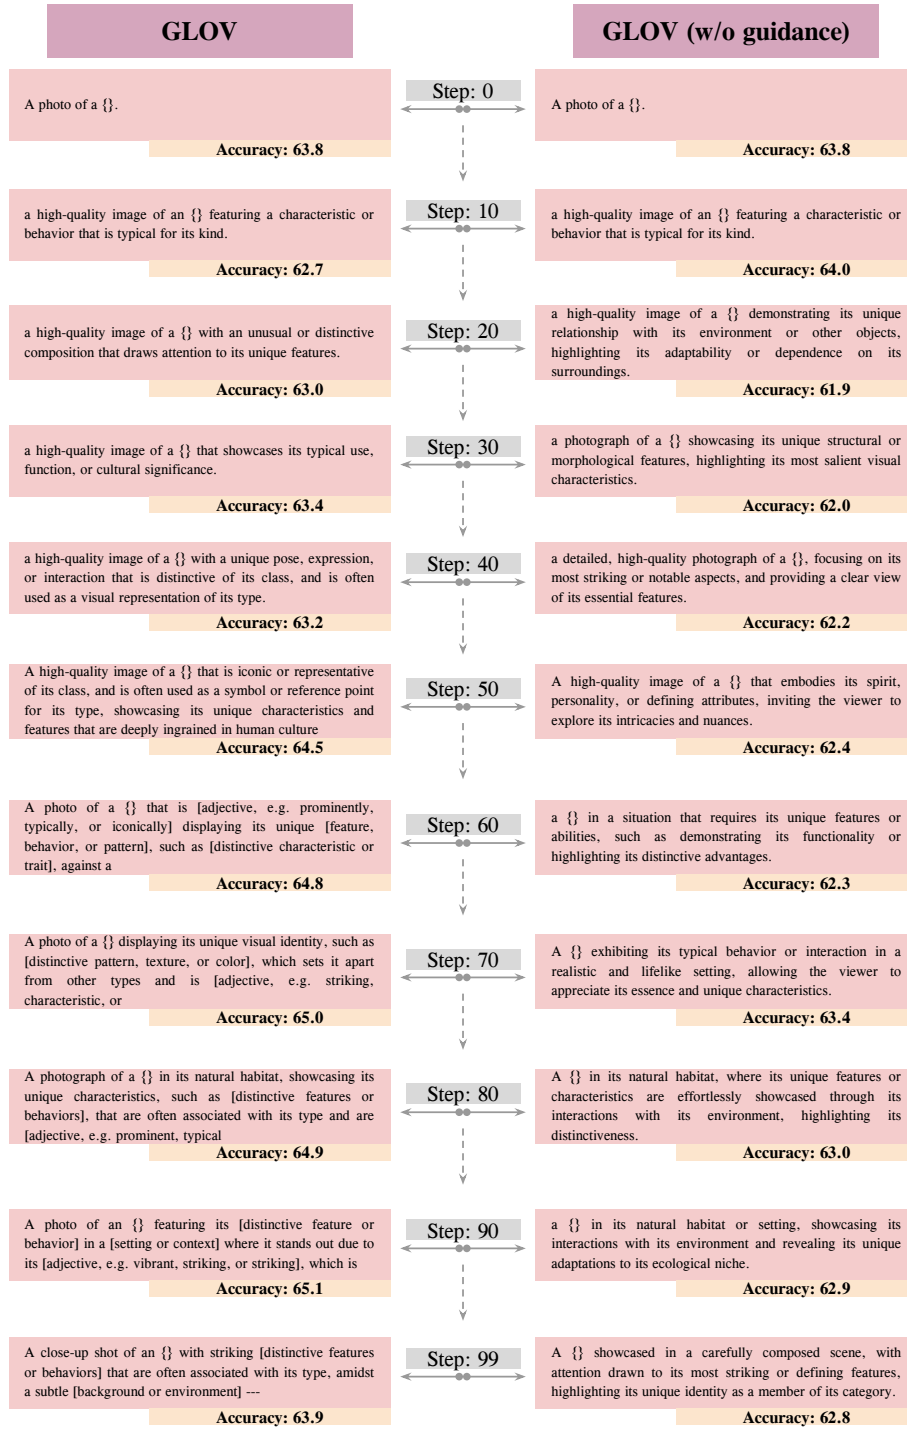 GLOV
GLOV (w/o guidance)
Step: 0
A photo of a {}.
Accuracy: 63.8
A photo of a {}.
Accuracy: 63.8
Step: 10
a high-quality image of an {} featuring a characteristic or
behavior that is typical for its kind.
Accuracy: 62.7
a high-quality image of an {} featuring a characteristic or
behavior that is typical for its kind.
Accuracy: 64.0
Step: 20
a high-quality image of a {} with an unusual or distinctive
composition that draws attention to its unique features.
Accuracy: 63.0
a high-quality image of a {} demonstrating its unique
relationship with its environment or other objects,
highlighting its adaptability or dependence on its
surroundings.
Accuracy: 61.9
Step: 30
a high-quality image of a {} that showcases its typical use,
function, or cultural significance.
Accuracy: 63.4
a photograph of a {} showcasing its unique structural or
morphological features, highlighting its most salient visual
characteristics.
Accuracy: 62.0
Step: 40
a high-quality image of a {} with a unique pose, expression,
or interaction that is distinctive of its class, and is often
used as a visual representation of its type.
Accuracy: 63.2
a detailed, high-quality photograph of a {}, focusing on its
most striking or notable aspects, and providing a clear view
of its essential features.
Accuracy: 62.2
Step: 50
A high-quality image of a {} that is iconic or representative
of its class, and is often used as a symbol or reference point
for its type, showcasing its unique characteristics and
features that are deeply ingrained in human culture
Accuracy: 64.5
A high-quality image of a {} that embodies its spirit,
personality, or defining attributes, inviting the viewer to
explore its intricacies and nuances.
Accuracy: 62.4
Step: 60
A photo of a {} that is [adjective, e.g. prominently,
typically, or iconically] displaying its unique [feature,
behavior, or pattern], such as [distinctive characteristic or
trait], against a
Accuracy: 64.8
a {} in a situation that requires its unique features or
abilities, such as demonstrating its functionality or
highlighting its distinctive advantages.
Accuracy: 62.3
Step: 70
A photo of a {} displaying its unique visual identity, such as
[distinctive pattern, texture, or color], which sets it apart
from other types and is [adjective, e.g. striking,
characteristic, or
Accuracy: 65.0
A {} exhibiting its typical behavior or interaction in a
realistic and lifelike setting, allowing the viewer to
appreciate its essence and unique characteristics.
Accuracy: 63.4
Step: 80
A photograph of a {} in its natural habitat, showcasing its
unique characteristics, such as [distinctive features or
behaviors], that are often associated with its type and are
[adjective, e.g. prominent, typical
Accuracy: 64.9
A {} in its natural habitat, where its unique features or
characteristics are effortlessly showcased through its
interactions with its environment, highlighting its
distinctiveness.
Accuracy: 63.0
Step: 90
A photo of an {} featuring its [distinctive feature or
behavior] in a [setting or context] where it stands out due to
its [adjective, e.g. vibrant, striking, or striking], which is
Accuracy: 65.1
a {} in its natural habitat or setting, showcasing its
interactions with its environment and revealing its unique
adaptations to its ecological niche.
Accuracy: 62.9
Step: 99
A close-up shot of an {} with striking [distinctive features
or behaviors] that are often associated with its type, amidst
a subtle [background or environment] ---
Accuracy: 63.9
A {} showcased in a carefully composed scene, with
attention drawn to its most striking or defining features,
highlighting its unique identity as a member of its category.
Accuracy: 62.8